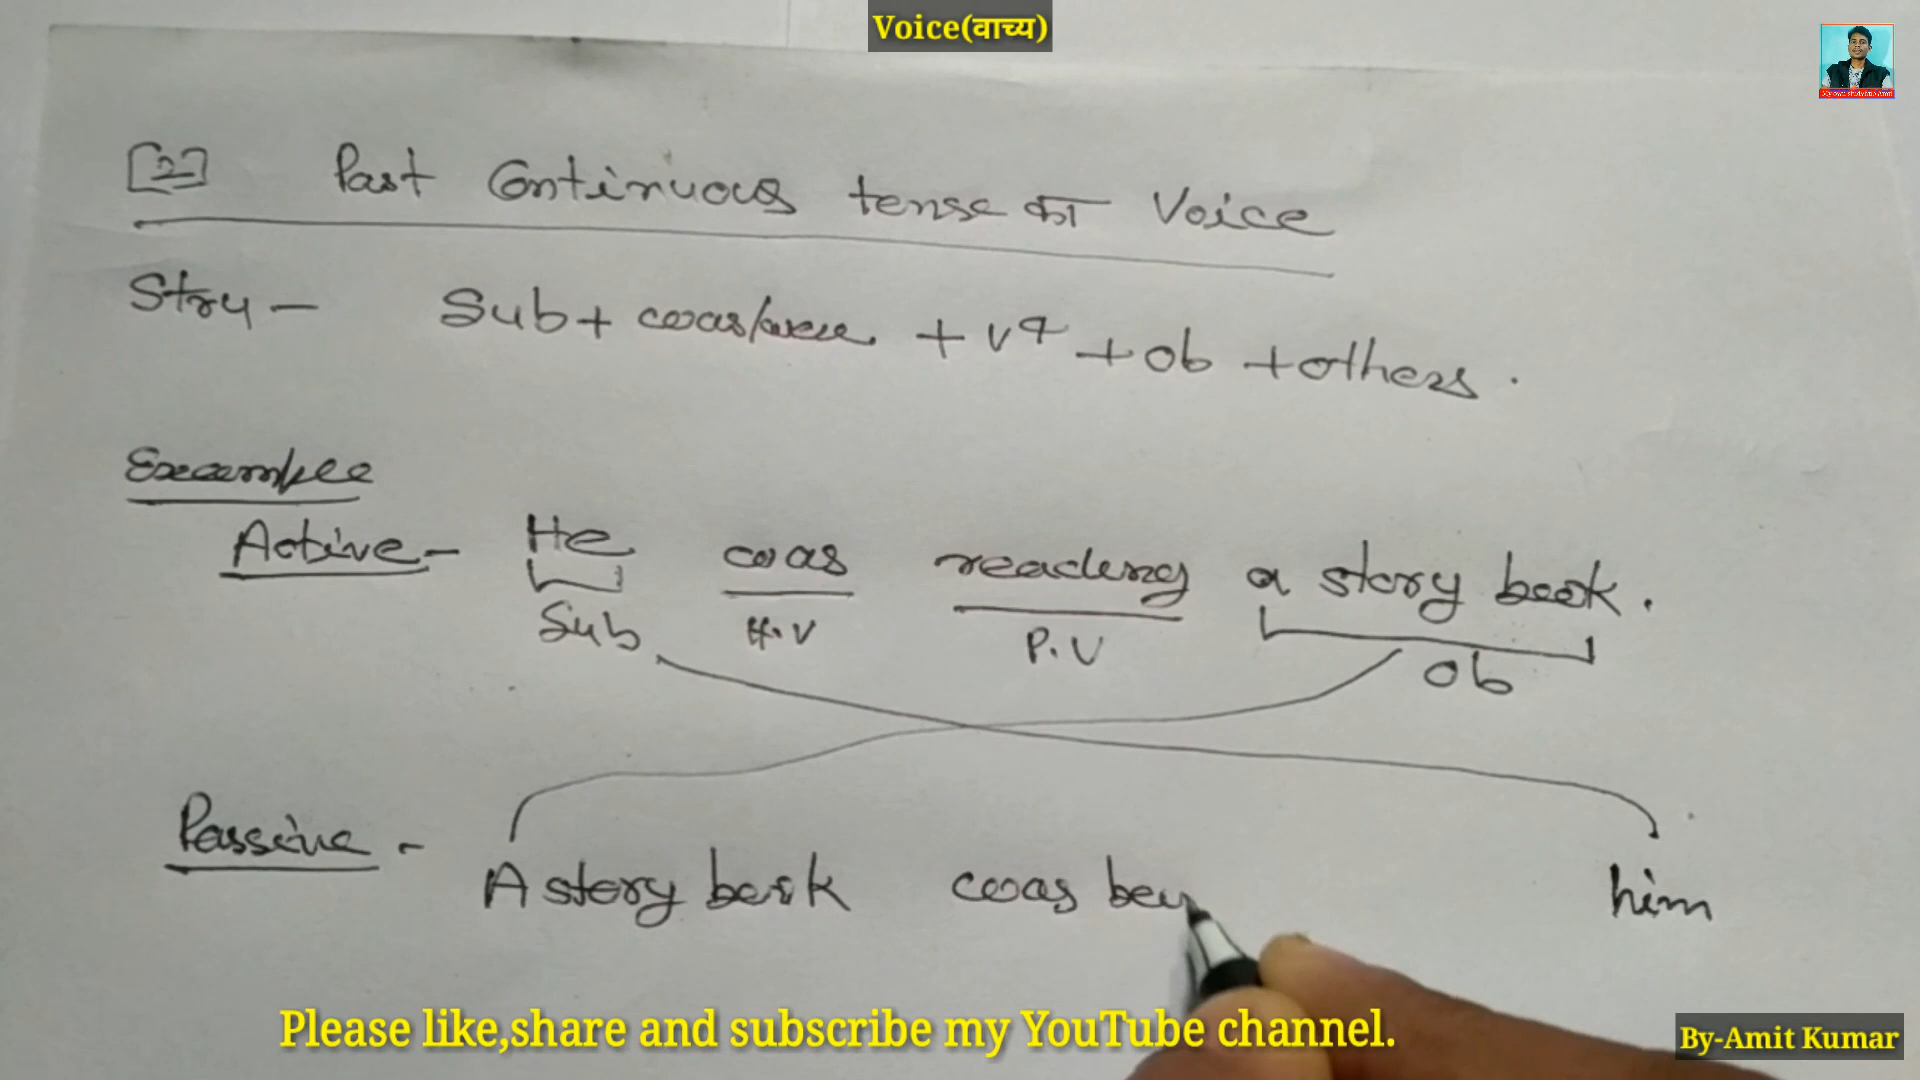 Voice(वाच्य)
[2] Past Continuous tense का Voice
Stru - Sub + was/were + v4 + ob + others.
Example
Active - He was reading a story book.
Sub H.V P.V ob
Passive - A story book was bei him
Please like,share and subscribe my YouTube channel.
By-Amit Kumar